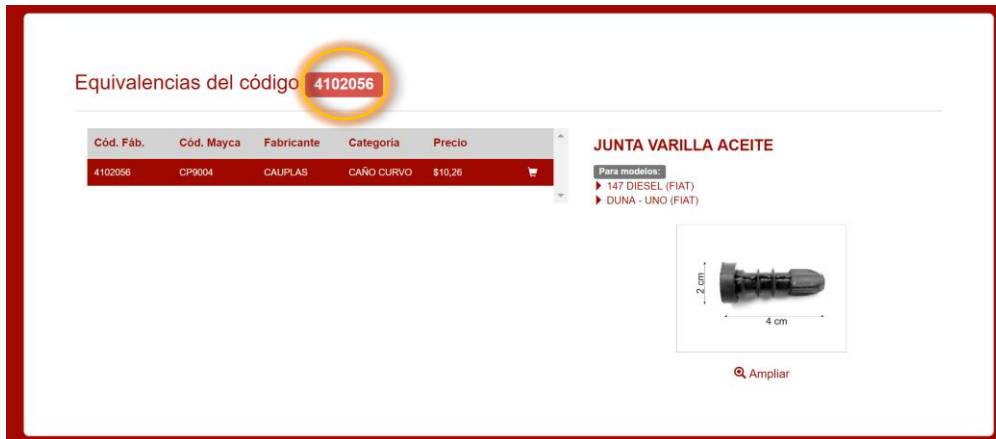 Equivalencias del código 4102056
Cód. Fáb. Cód. Mayca Fabricante Categoría Precio
4102056 CP9004 CAUPLAS CAÑO CURVO $10,26
JUNTA VARILLA ACEITE
Para modelos:
147 DIESEL (FIAT)
DUNA - UNO (FIAT)
2 cm
4 cm
Ampliar